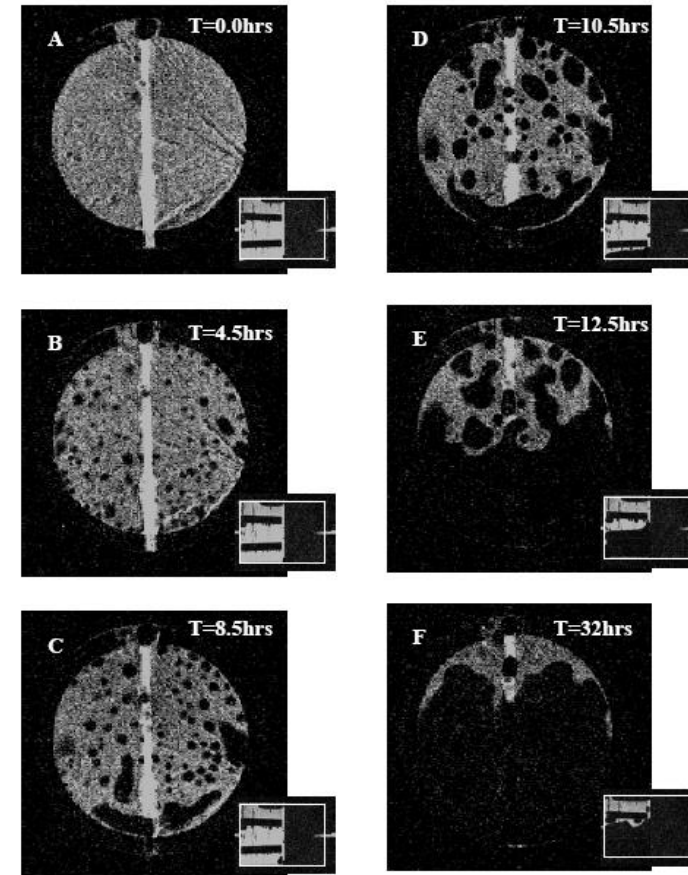 A T=0.0hrs
D T=10.5hrs
B T=4.5hrs
E T=12.5hrs
C T=8.5hrs
F T=32hrs